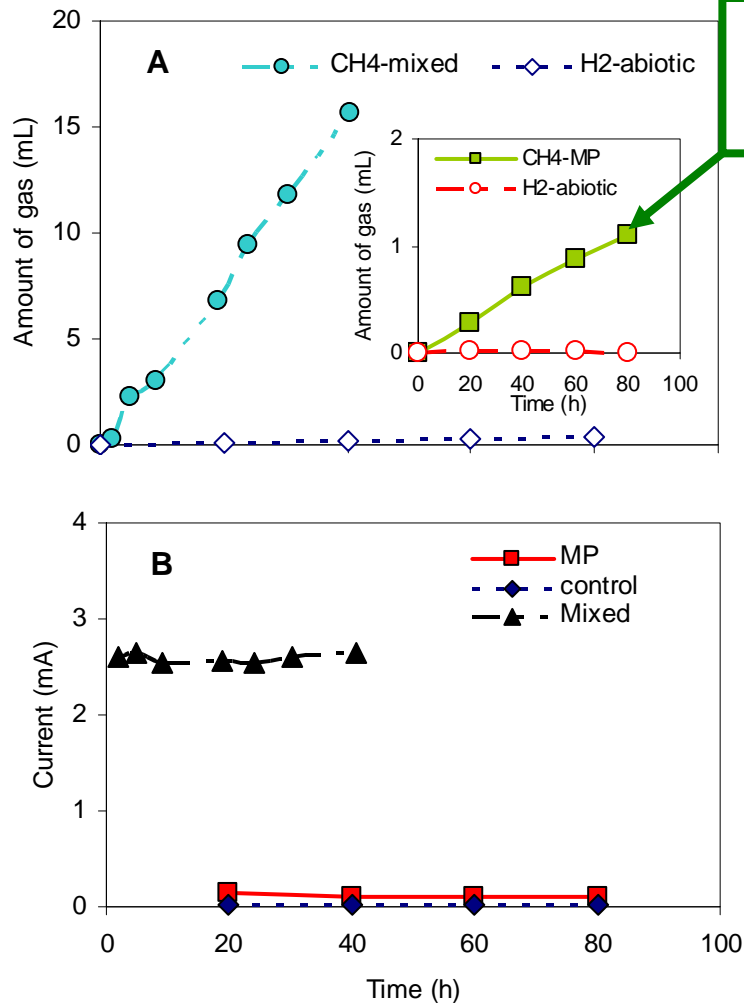 20
A
CH4-mixed
H2-abiotic
15
10
5
0
Amount of gas (mL)
2
CH4-MP
H2-abiotic
1
0
Amount of gas (mL)
0 20 40 60 80 100
Time (h)
4
B
MP
control
Mixed
3
2
1
0
Current (mA)
0 20 40 60 80 100
Time (h)